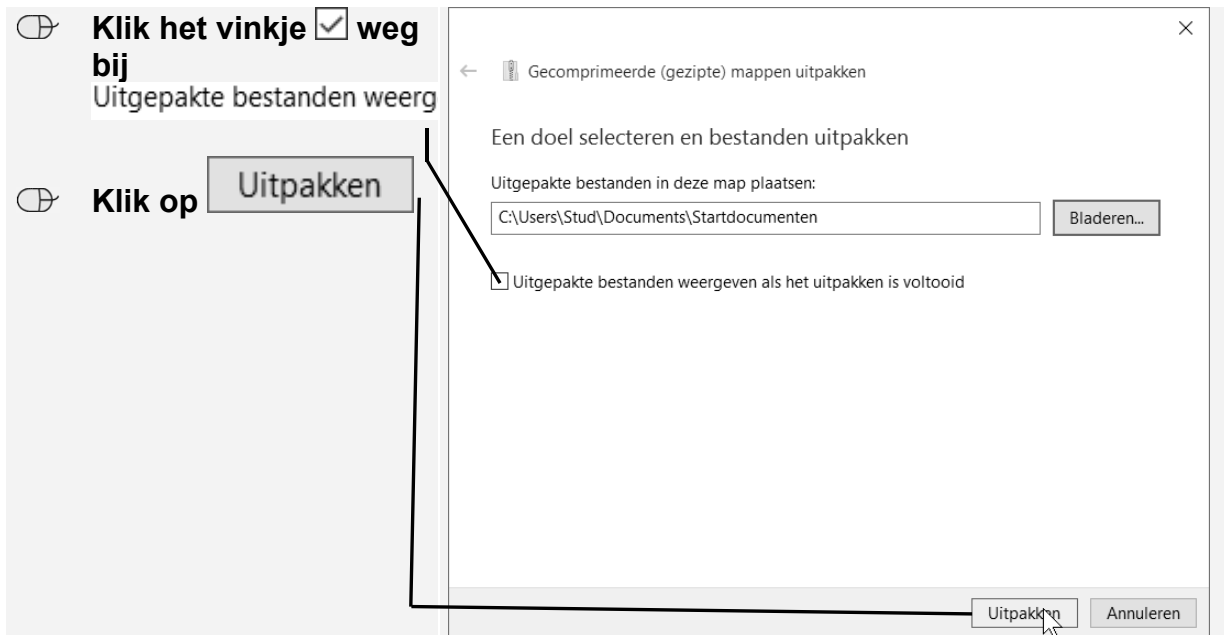 Klik het vinkje weg
bij
Uitgepakte bestanden weerg
Klik op Uitpakken
Gecomprimeerde (gezipte) mappen uitpakken
Een doel selecteren en bestanden uitpakken
Uitgepakte bestanden in deze map plaatsen:
C:\Users\Stud\Documents\Startdocumenten
Bladeren...
Uitgepakte bestanden weergeven als het uitpakken is voltooid
Uitpakken Annuleren